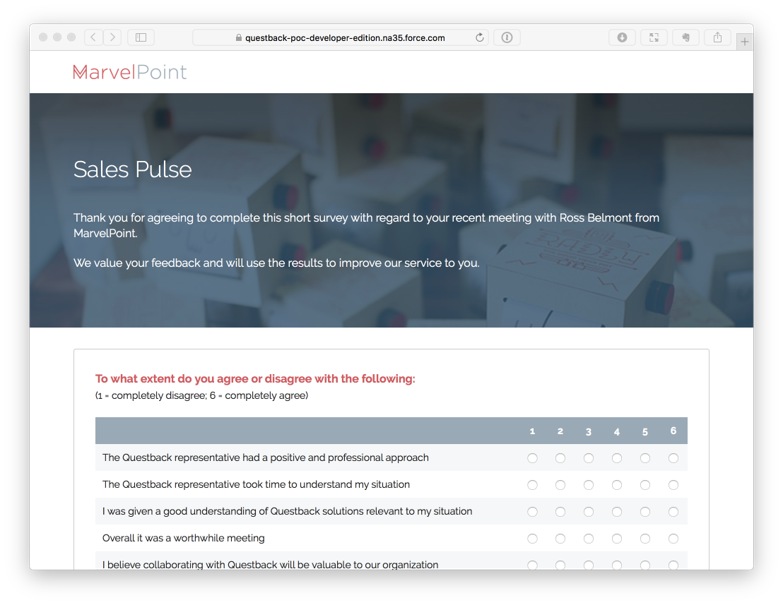 questback-poc-developer-edition.na35.force.com
MarvelPoint
Sales Pulse
Thank you for agreeing to complete this short survey with regard to your recent meeting with Ross Belmont from
MarvelPoint.
We value your feedback and will use the results to improve our service to you.
To what extent do you agree or disagree with the following:
(1 = completely disagree; 6 = completely agree)
1 2 3 4 5 6
The Questback representative had a positive and professional approach
The Questback representative took time to understand my situation
I was given a good understanding of Questback solutions relevant to my situation
Overall it was a worthwhile meeting
I believe collaborating with Questback will be valuable to our organization